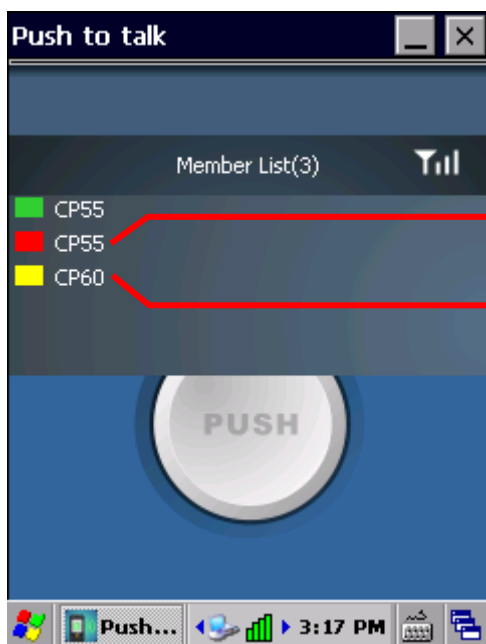 Push to talk
Member List(3)
CP55
CP55
CP60
PUSH
Push... 3:17 PM